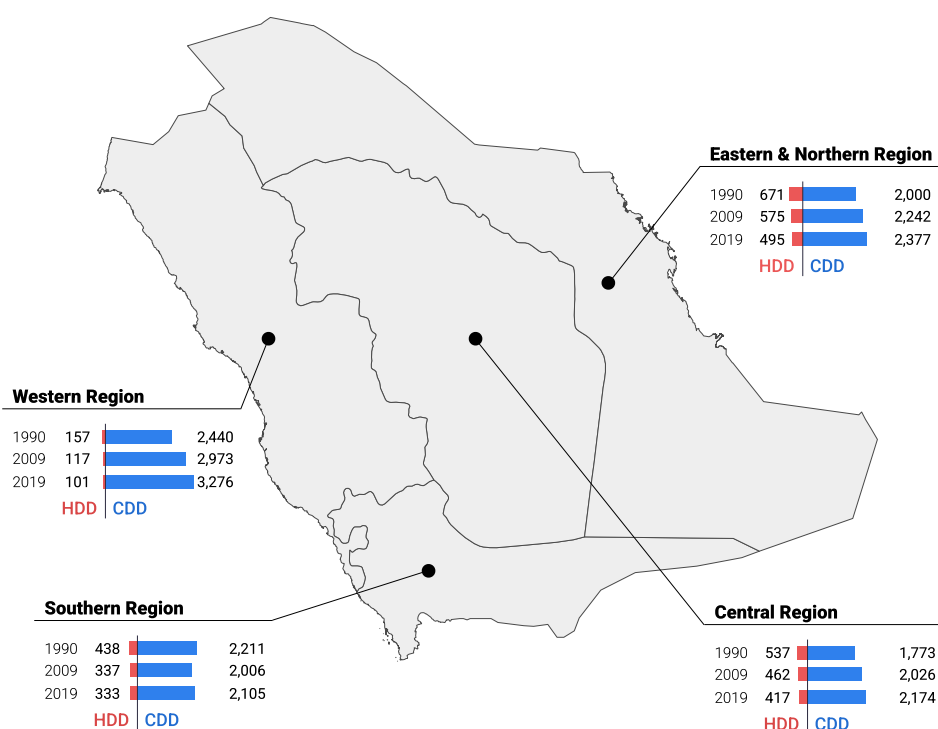 Eastern & Northern Region
1990 671 2,000
2009 575 2,242
2019 495 2,377
HDD CDD
Western Region
1990 157 2,440
2009 117 2,973
2019 101 3,276
HDD CDD
Southern Region
1990 438 2,211
2009 337 2,006
2019 333 2,105
HDD CDD
Central Region
1990 537 1,773
2009 462 2,026
2019 417 2,174
HDD CDD